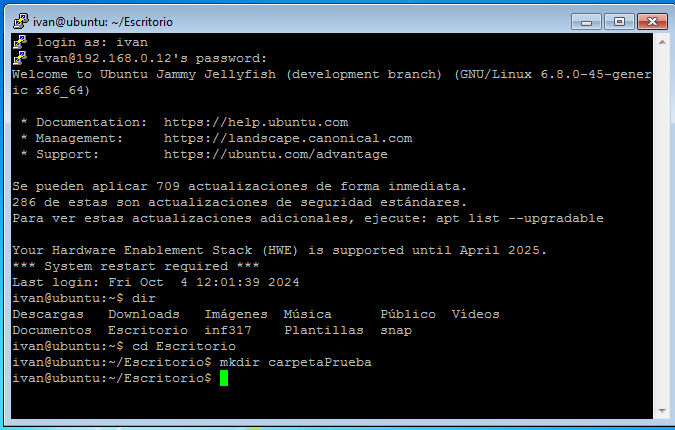 ivan@ubuntu: ~/Escritorio
login as: ivan
ivan@192.168.0.12's password:
Welcome to Ubuntu Jammy Jellyfish (development branch) (GNU/Linux 6.8.0-45-gener
ic x86_64)
* Documentation:  https://help.ubuntu.com
* Management:     https://landscape.canonical.com
* Support:        https://ubuntu.com/advantage
Se pueden aplicar 709 actualizaciones de forma inmediata.
286 de estas son actualizaciones de seguridad estándares.
Para ver estas actualizaciones adicionales, ejecute: apt list --upgradable
Your Hardware Enablement Stack (HWE) is supported until April 2025.
*** System restart required ***
Last login: Fri Oct  4 12:01:39 2024
ivan@ubuntu:~$ dir
Descargas   Downloads   Imágenes  Música      Público  Vídeos
Documentos  Escritorio  inf317    Plantillas  snap
ivan@ubuntu:~$ cd Escritorio
ivan@ubuntu:~/Escritorio$ mkdir carpetaPrueba
ivan@ubuntu:~/Escritorio$